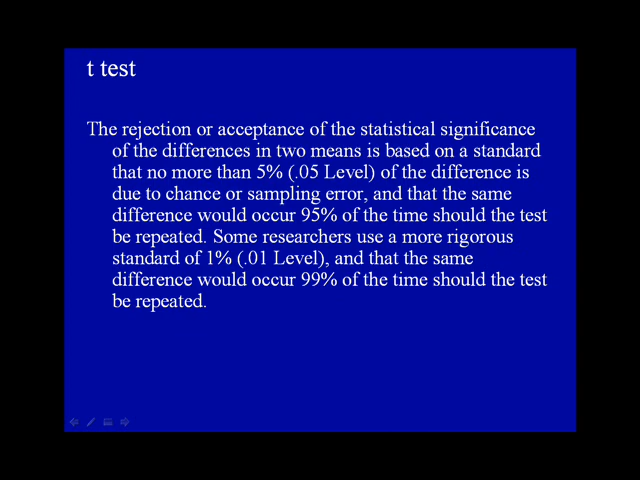 t test
The rejection or acceptance of the statistical significance
of the differences in two means is based on a standard
that no more than 5% (.05 Level) of the difference is
due to chance or sampling error, and that the same
difference would occur 95% of the time should the test
be repeated. Some researchers use a more rigorous
standard of 1% (.01 Level), and that the same
difference would occur 99% of the time should the test
be repeated.